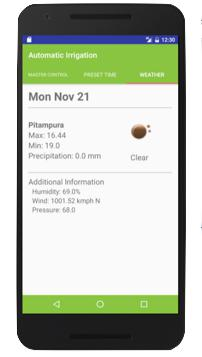 12:30
Automatic Irrigation
MASTER CONTROL PRESET TIME WEATHER
Mon Nov 21
Pitampura
Max: 16.44
Min: 19.0
Precipitation: 0.0 mm
Clear
Additional Information
Humidity: 69.0%
Wind: 1001.52 kmph N
Pressure: 68.0